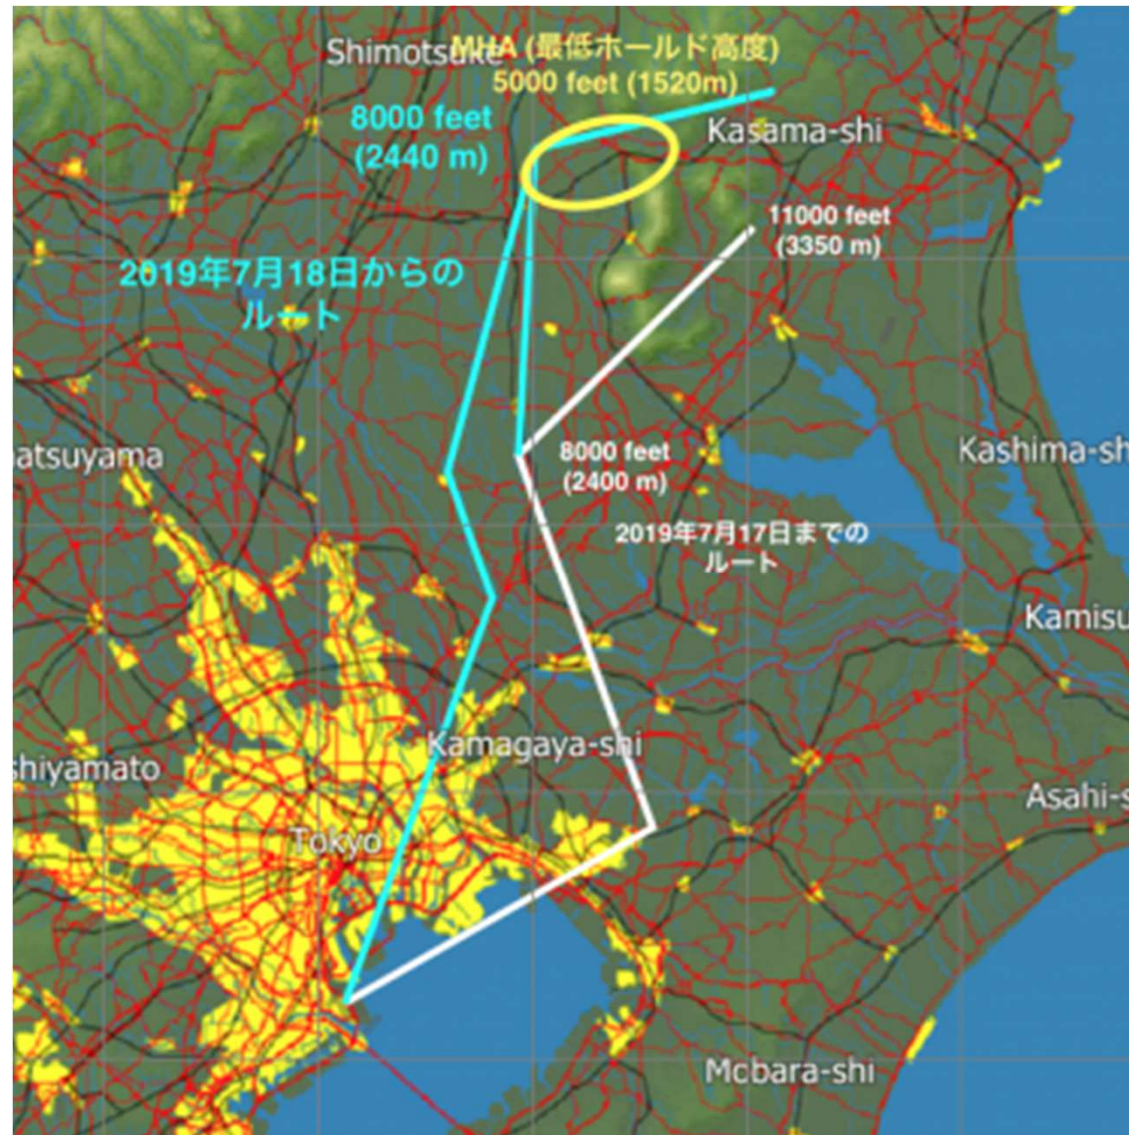 Shimotsuke
MHA (最低ホールド高度)
5000 feet (1520m)
8000 feet
(2440 m)
Kasama-shi
11000 feet
(3350 m)
2019年7月18日からの
ルート
8000 feet
(2400 m)
atsuyama
Kashima-sh
2019年7月17日までの
ルート
Kamisu
Kamagaya-shi
shiyamato
Asahi-s
Tokyo
Mobara-shi